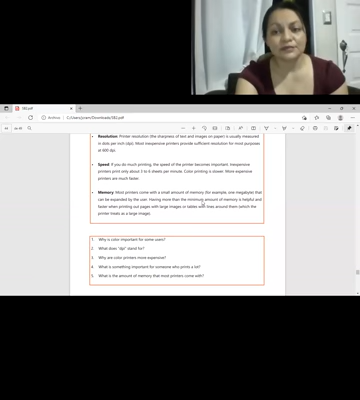 SB2.pdf
Archivo
C:/Users/
/Downloads/SB2.pdf
Resolution: Printer resolution (the sharpness of text and images on paper) is usually measured
in dots per inch (dpi). Most inexpensive printers provide sufficient resolution for most purposes
at 600 dpi.
Speed: If you do much printing, the speed of the printer becomes important. Inexpensive
printers print only about 3 to 6 sheets per minute. Color printing is slower. More expensive
printers are much faster.
Memory: Most printers come with a small amount of memory (for example, one megabyte) that
can be expanded by the user. Having more than the minimum amount of memory is helpful and
faster when printing out pages with large images or tables with lines around them (which the
printer treats as a large image).
1. Why is color important for some users?
2. What does "dpi" stand for?
3. Why are color printers more expensive?
4. What is something important for someone who prints a lot?
5. What is the amount of memory that most printers come with?